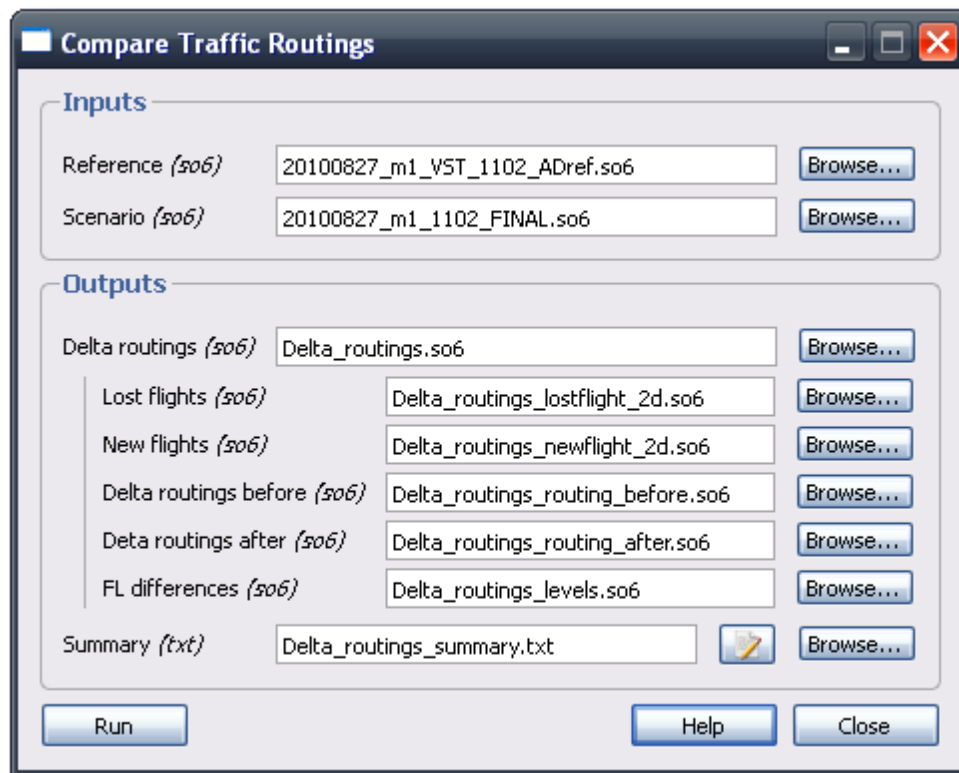 Compare Traffic Routings
Inputs
Reference (so6) 20100827_m1_VST_1102_ADref.so6 Browse...
Scenario (so6) 20100827_m1_1102_FINAL.so6 Browse...
Outputs
Delta routings (so6) Delta_routings.so6 Browse...
Lost flights (so6) Delta_routings_lostflight_2d.so6 Browse...
New flights (so6) Delta_routings_newflight_2d.so6 Browse...
Delta routings before (so6) Delta_routings_routing_before.so6 Browse...
Deta routings after (so6) Delta_routings_routing_after.so6 Browse...
FL differences (so6) Delta_routings_levels.so6 Browse...
Summary (txt) Delta_routings_summary.txt Browse...
Run Help Close